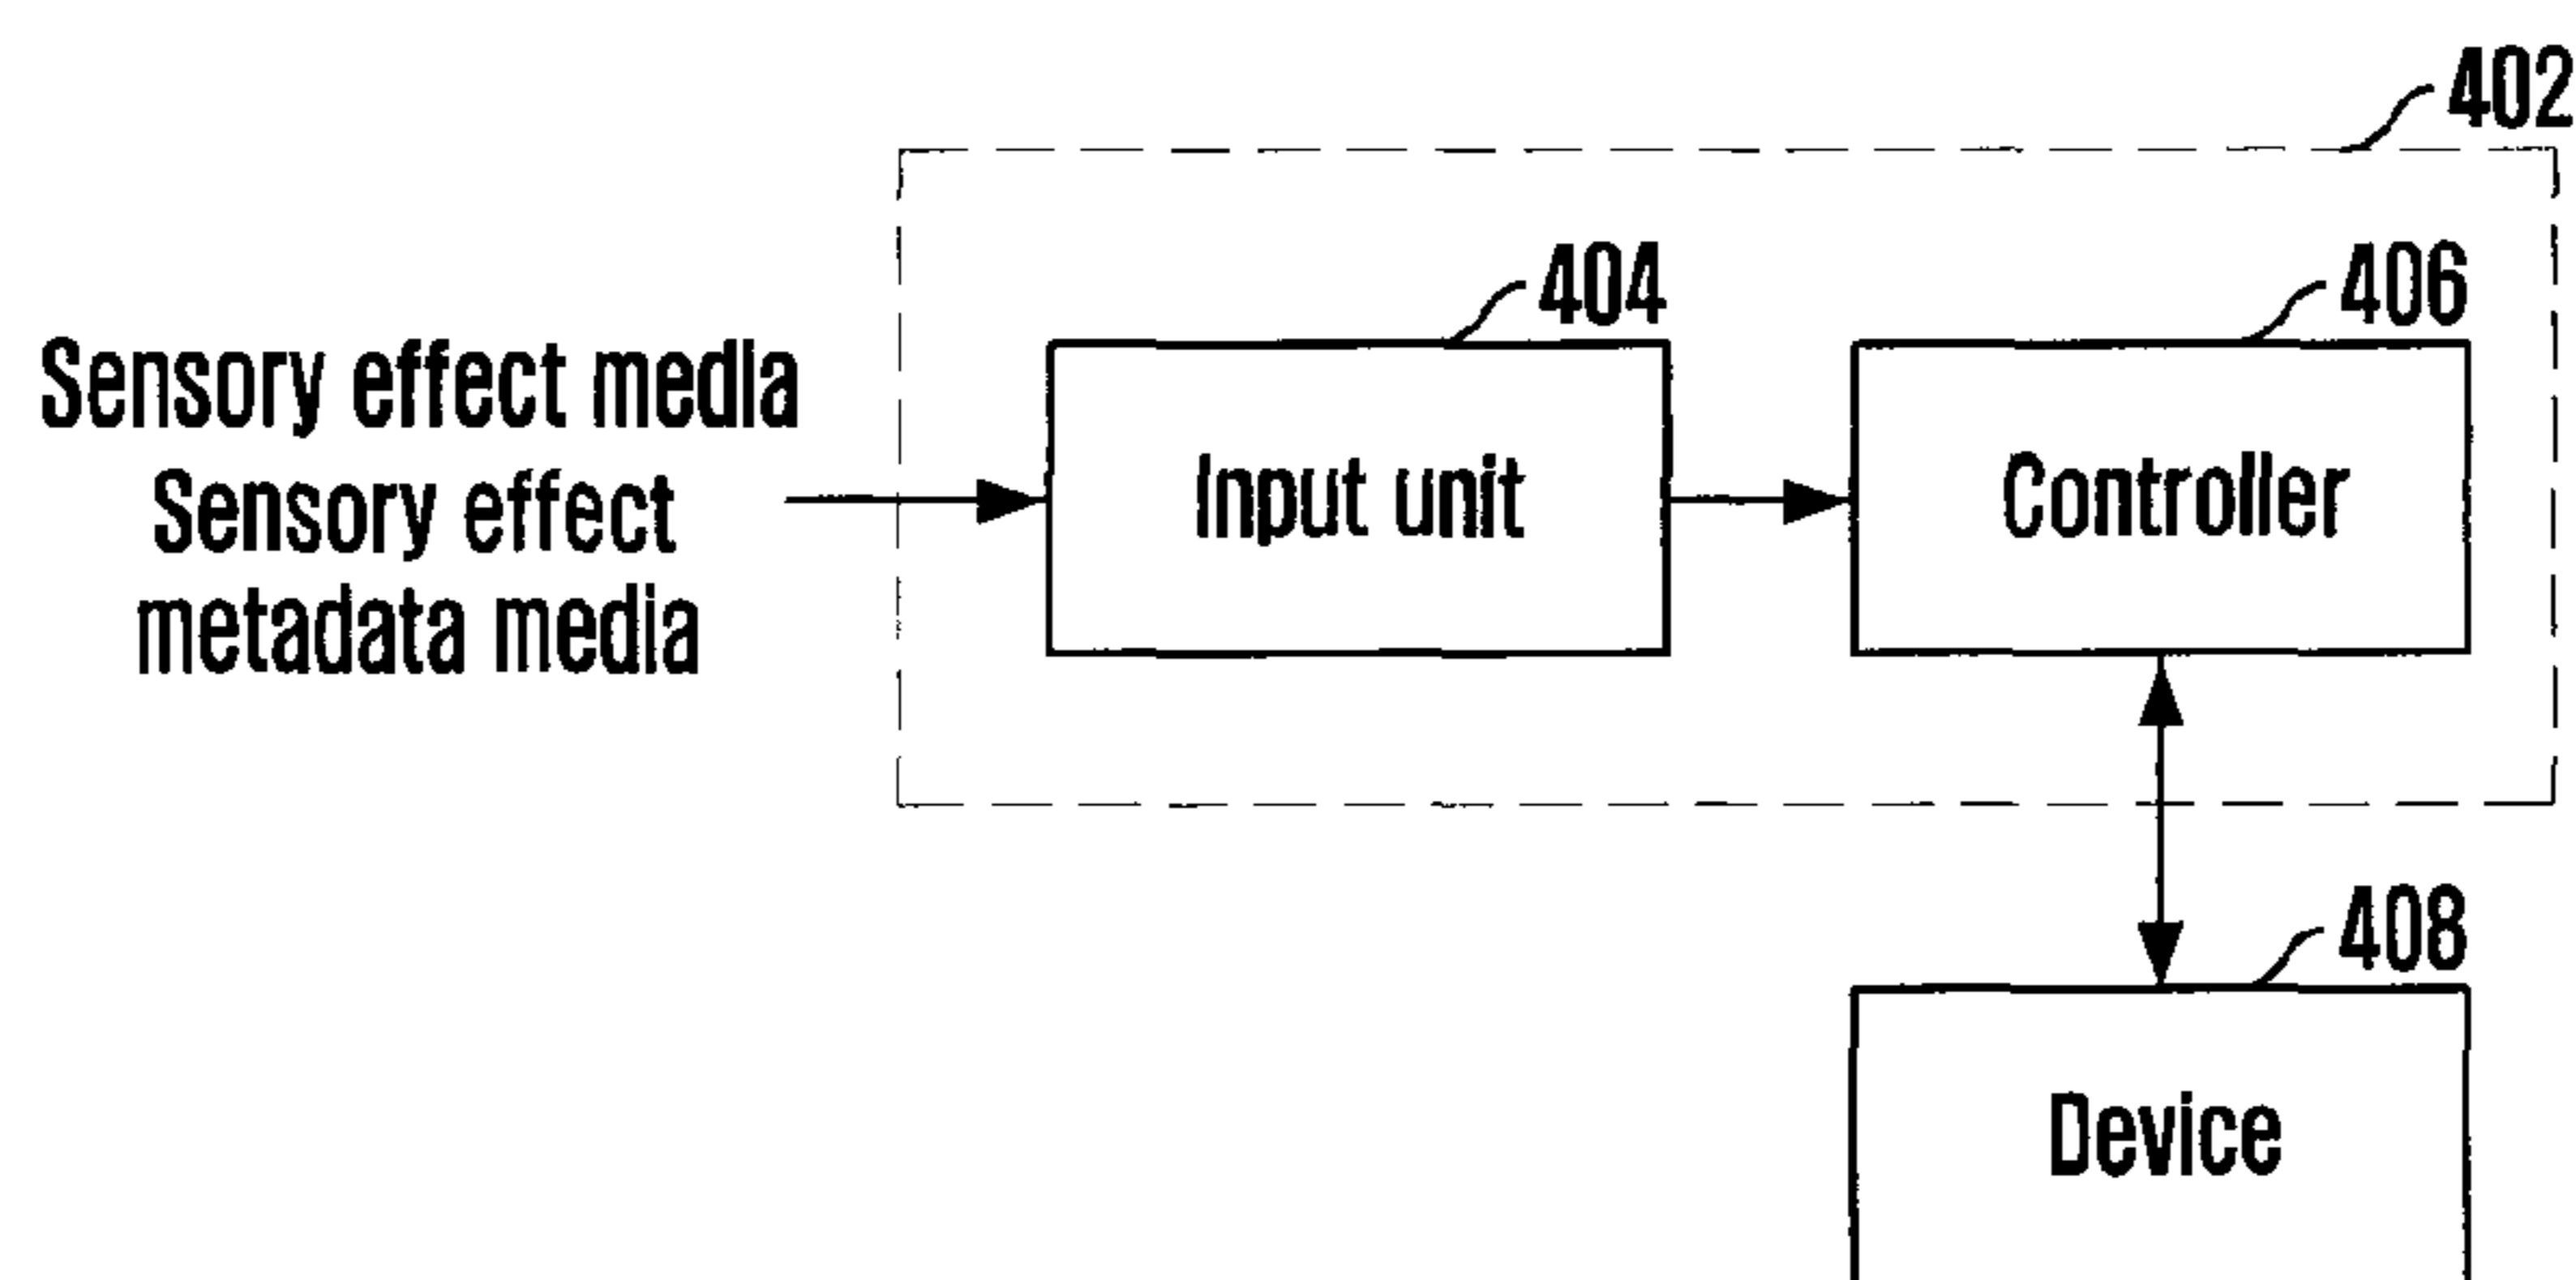 402
404
406
Sensory effect media
Sensory effect
metadata media
Input unit
Controller
408
Device